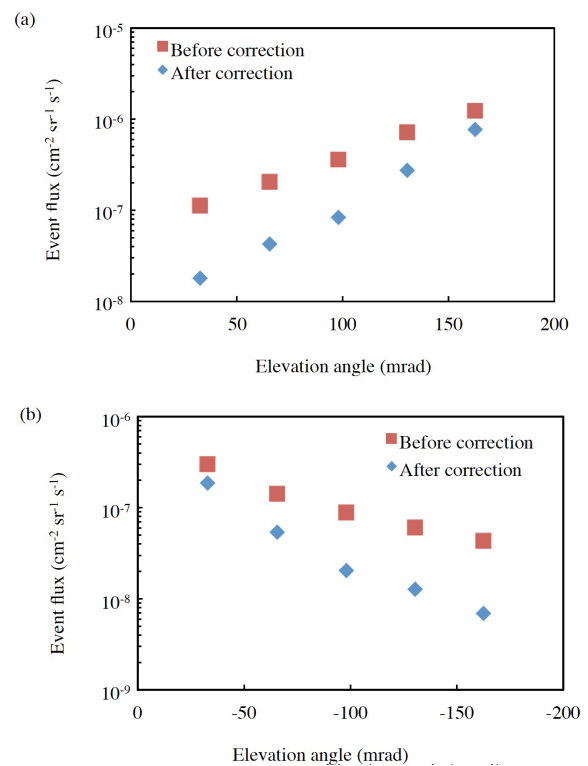 (a)
10-5
Before correction
After correction
10-6
10-7
10-8
Event flux (cm-2 sr-1 s-1)
0 50 100 150 200
Elevation angle (mrad)
(b)
10-6
Before correction
After correction
10-7
10-8
10-9
Event flux (cm-2 sr-1 s-1)
0 -50 -100 -150 -200
Elevation angle (mrad)